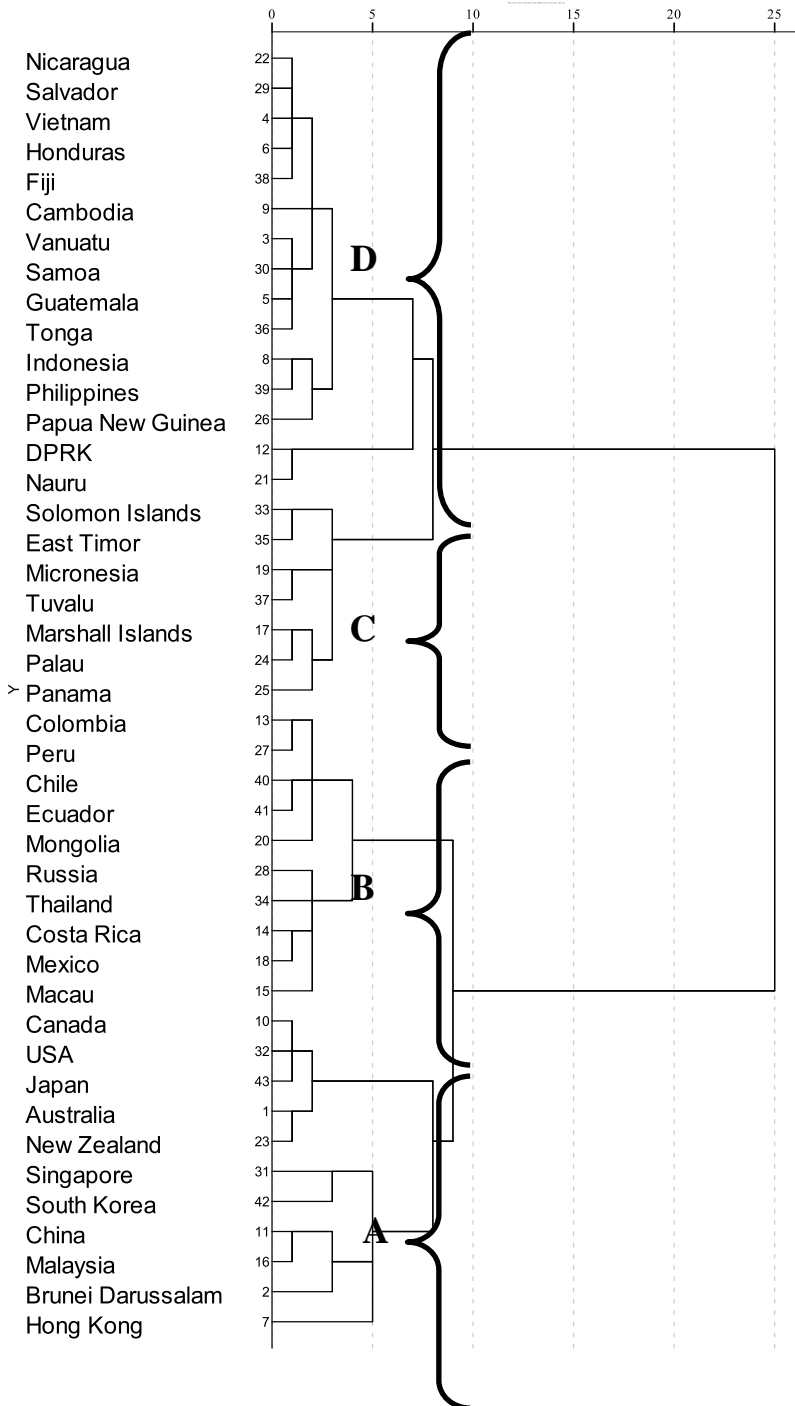 0 5 10 15 20 25
Nicaragua 22
Salvador 29
Vietnam 4
Honduras 6
Fiji 38
Cambodia 9
Vanuatu 3
D
Samoa 30
Guatemala 5
Tonga 36
Indonesia 8
Philippines 39
Papua New Guinea 26
DPRK 12
Nauru 21
Solomon Islands 33
East Timor 35
Micronesia 19
Tuvalu 37
Marshall Islands 17
C
Palau 24
Y
Panama 25
Colombia 13
Peru 27
Chile 40
Ecuador 41
Mongolia 20
Russia 28
B
Thailand 34
Costa Rica 14
Mexico 18
Macau 15
Canada 10
USA 32
Japan 43
Australia 1
New Zealand 23
Singapore 31
South Korea 42
China 11
A
Malaysia 16
Brunei Darussalam 2
Hong Kong 7